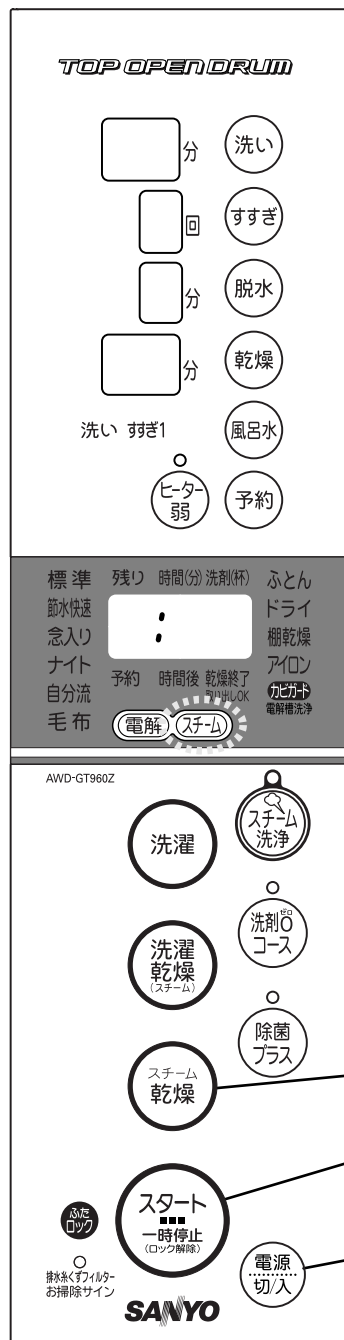 TOP OPEN DRUM
分
洗い
回
すすぎ
分
脱水
分
乾燥
洗い すすぎ1
風呂水
ヒーター
弱
予約
標準
節水快速
念入り
ナイト
自分流
毛布
残り 時間(分) 洗剤(杯)
:
予約 時間後 乾燥終了
取り出しOK
電解 スチーム
ふとん
ドライ
棚乾燥
アイロン
カビガード
電解槽洗浄
AWD-GT960Z
洗濯
スチーム
洗浄
洗濯
乾燥
(スチーム)
洗剤0ゼロ
コース
除菌
プラス
スチーム
乾燥
スタート
一時停止
(ロック解除)
ふた
ロック
排水糸くずフィルター
お掃除サイン
電源
切/入
SANYO